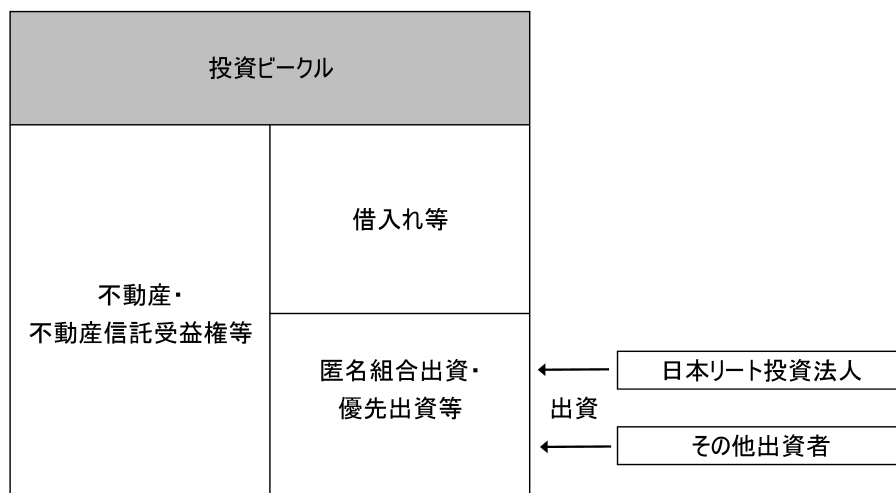 投資ビークル
不動産・
不動産信託受益権等
借入れ等
匿名組合出資・
優先出資等
出資
日本リート投資法人
その他出資者